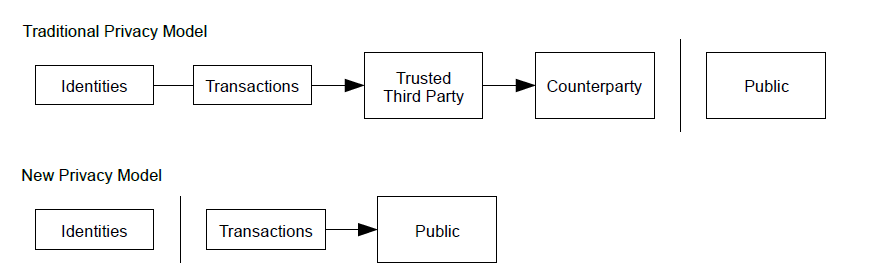 Traditional Privacy Model
Identities
Transactions
Trusted
Third Party
Counterparty
Public
New Privacy Model
Identities
Transactions
Public